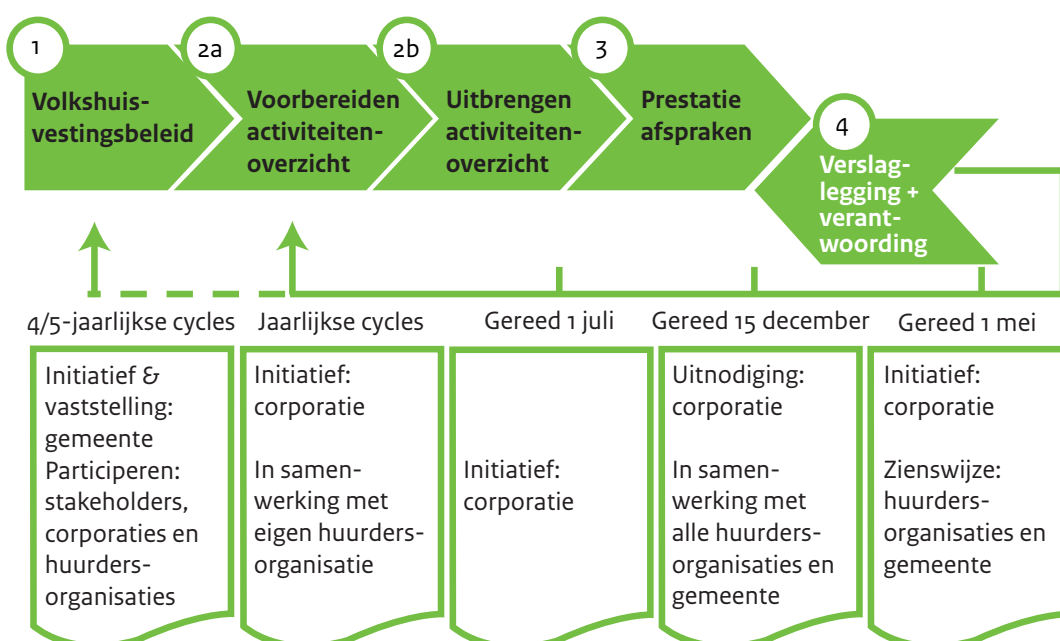 1
Volkshuis-
vestingsbeleid
2a
Voorbereiden
activiteiten-
overzicht
2b
Uitbrengen
activiteiten-
overzicht
3
Prestatie
afspraken
4
Verslag-
legging +
verant-
woording
4/5-jaarlijkse cycles
Jaarlijkse cycles
Gereed 1 juli
Gereed 15 december
Gereed 1 mei
Initiatief &
vaststelling:
gemeente
Participeren:
stakeholders,
corporaties en
huurders-
organisaties
Initiatief:
corporatie
In samen-
werking met
eigen huurders-
organisatie
Initiatief:
corporatie
Uitnodiging:
corporatie
In samen-
werking met
alle huurders-
organisaties en
gemeente
Initiatief:
corporatie
Zienswijze:
huurders-
organisaties en
gemeente